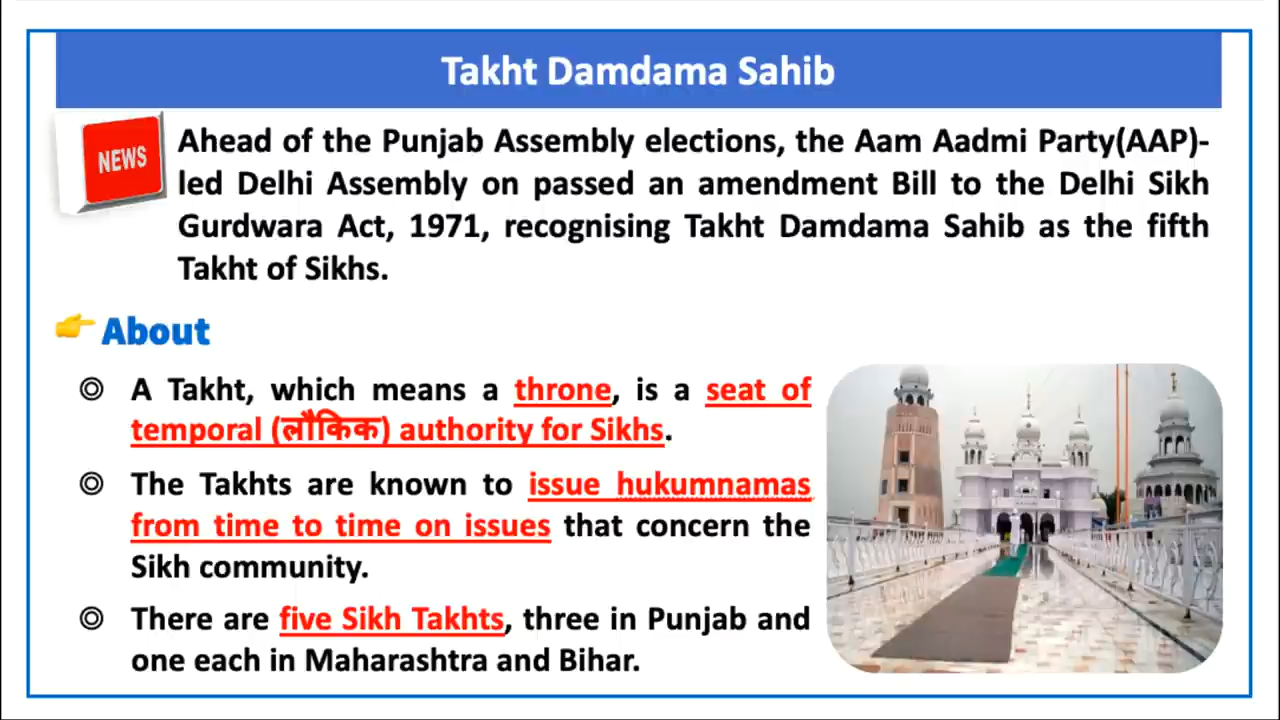 Takht Damdama Sahib
NEWS
Ahead of the Punjab Assembly elections, the Aam Aadmi Party(AAP)-
led Delhi Assembly on passed an amendment Bill to the Delhi Sikh
Gurdwara Act, 1971, recognising Takht Damdama Sahib as the fifth
Takht of Sikhs.
👉 About
◎ A Takht, which means a throne, is a seat of
temporal (लौकिक) authority for Sikhs.
◎ The Takhts are known to issue hukumnamas
from time to time on issues that concern the
Sikh community.
◎ There are five Sikh Takhts, three in Punjab and
one each in Maharashtra and Bihar.